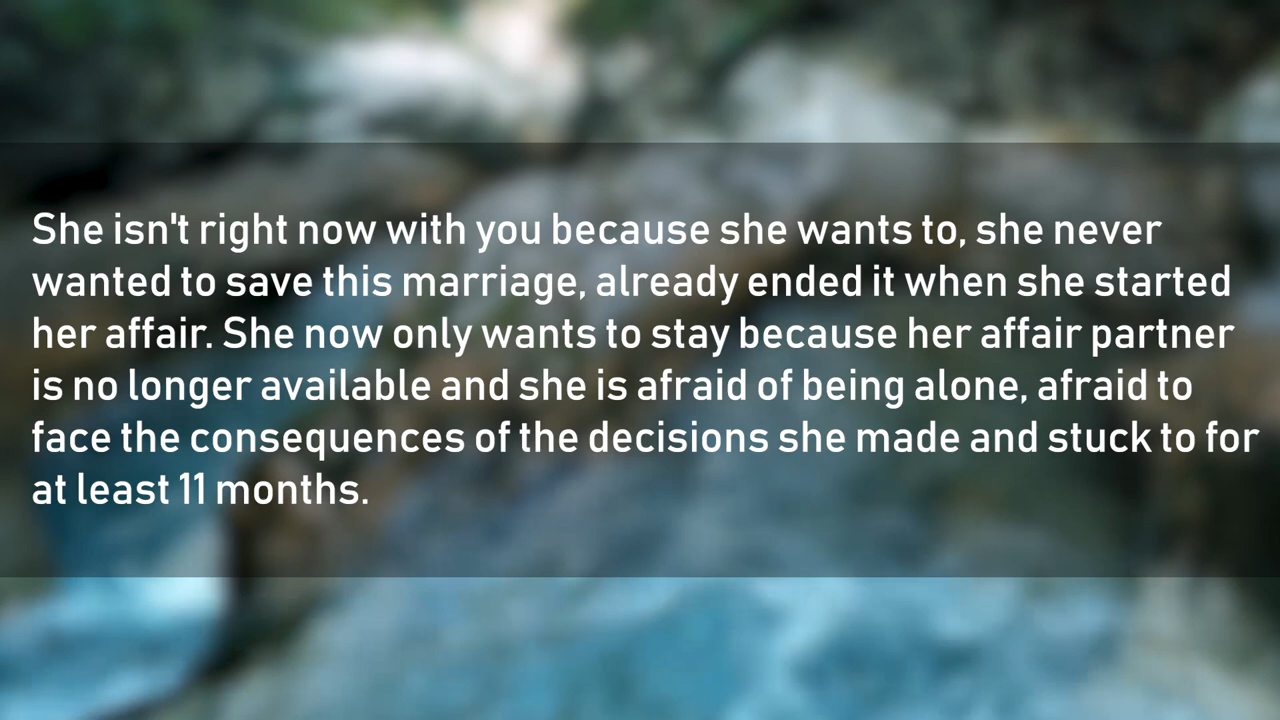 She isn't right now with you because she wants to, she never
wanted to save this marriage, already ended it when she started
her affair. She now only wants to stay because her affair partner
is no longer available and she is afraid of being alone, afraid to
face the consequences of the decisions she made and stuck to for
at least 11 months.